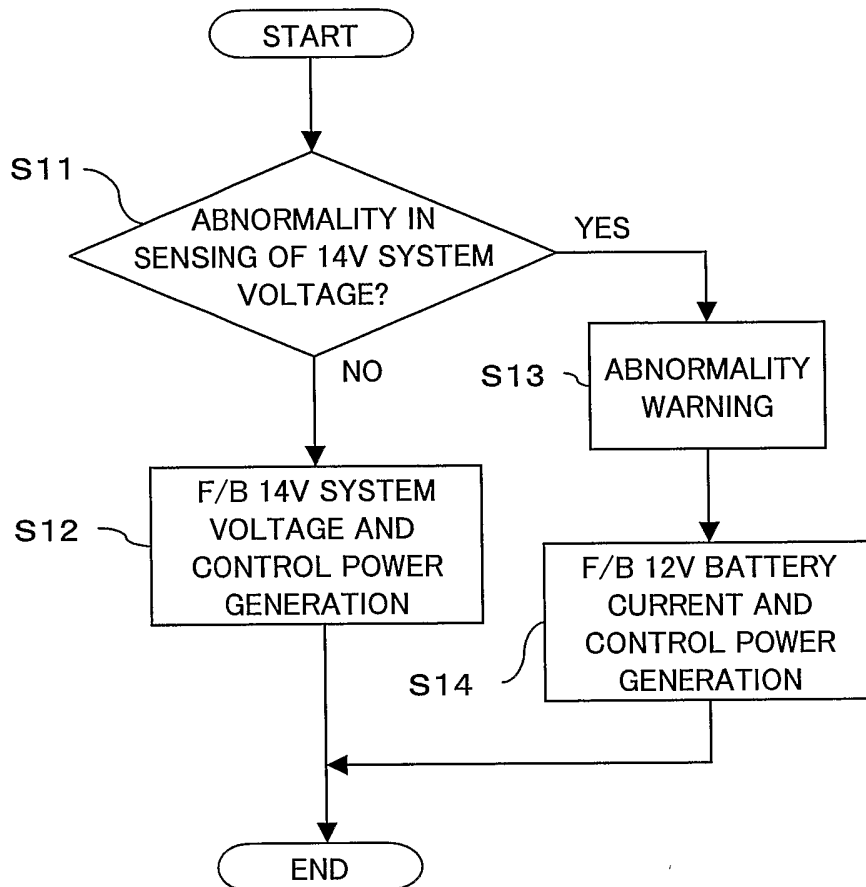 START
S11
ABNORMALITY IN
SENSING OF 14V SYSTEM
VOLTAGE?
YES
NO
S13
ABNORMALITY
WARNING
S12
F/B 14V SYSTEM
VOLTAGE AND
CONTROL POWER
GENERATION
S14
F/B 12V BATTERY
CURRENT AND
CONTROL POWER
GENERATION
END